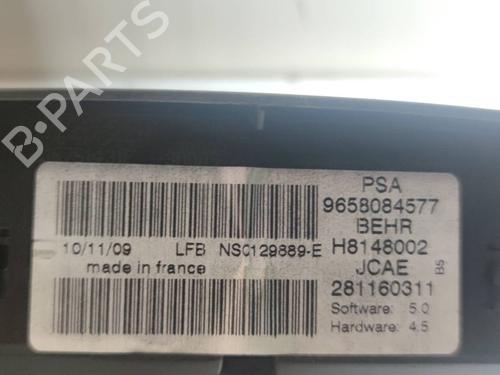 B-PARTS
PSA
9658084577
BEHR
H8148002
JCAE
B5
281160311
Software: 5.0
Hardware: 4.5
10/11/09 LFB NS0129889-E
made in france